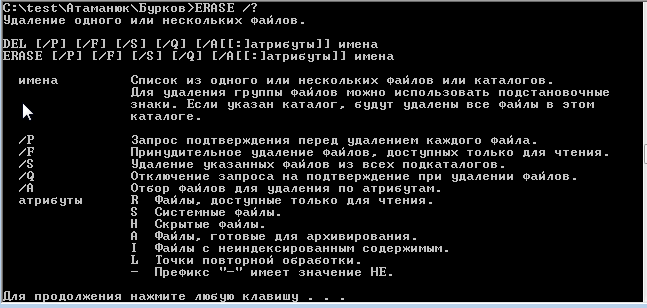 C:\test\Атаманюк\Бурков>ERASE /?
Удаление одного или нескольких файлов.
DEL [/P] [/F] [/S] [/Q] [/A[[:]атрибуты]] имена
ERASE [/P] [/F] [/S] [/Q] [/A[[:]атрибуты]] имена
имена Список из одного или нескольких файлов или каталогов.
Для удаления группы файлов можно использовать подстановочные
знаки. Если указан каталог, будут удалены все файлы в этом
каталоге.
/P Запрос подтверждения перед удалением каждого файла.
/F Принудительное удаление файлов, доступных только для чтения.
/S Удаление указанных файлов из всех подкаталогов.
/Q Отключение запроса на подтверждение при удалении файлов.
/A Отбор файлов для удаления по атрибутам.
атрибуты R Файлы, доступные только для чтения.
S Системные файлы.
H Скрытые файлы.
A Файлы, готовые для архивирования.
I Файлы с неиндексированным содержимым.
L Точки повторной обработки.
- Префикс "-" имеет значение НЕ.
Для продолжения нажмите любую клавишу . . .